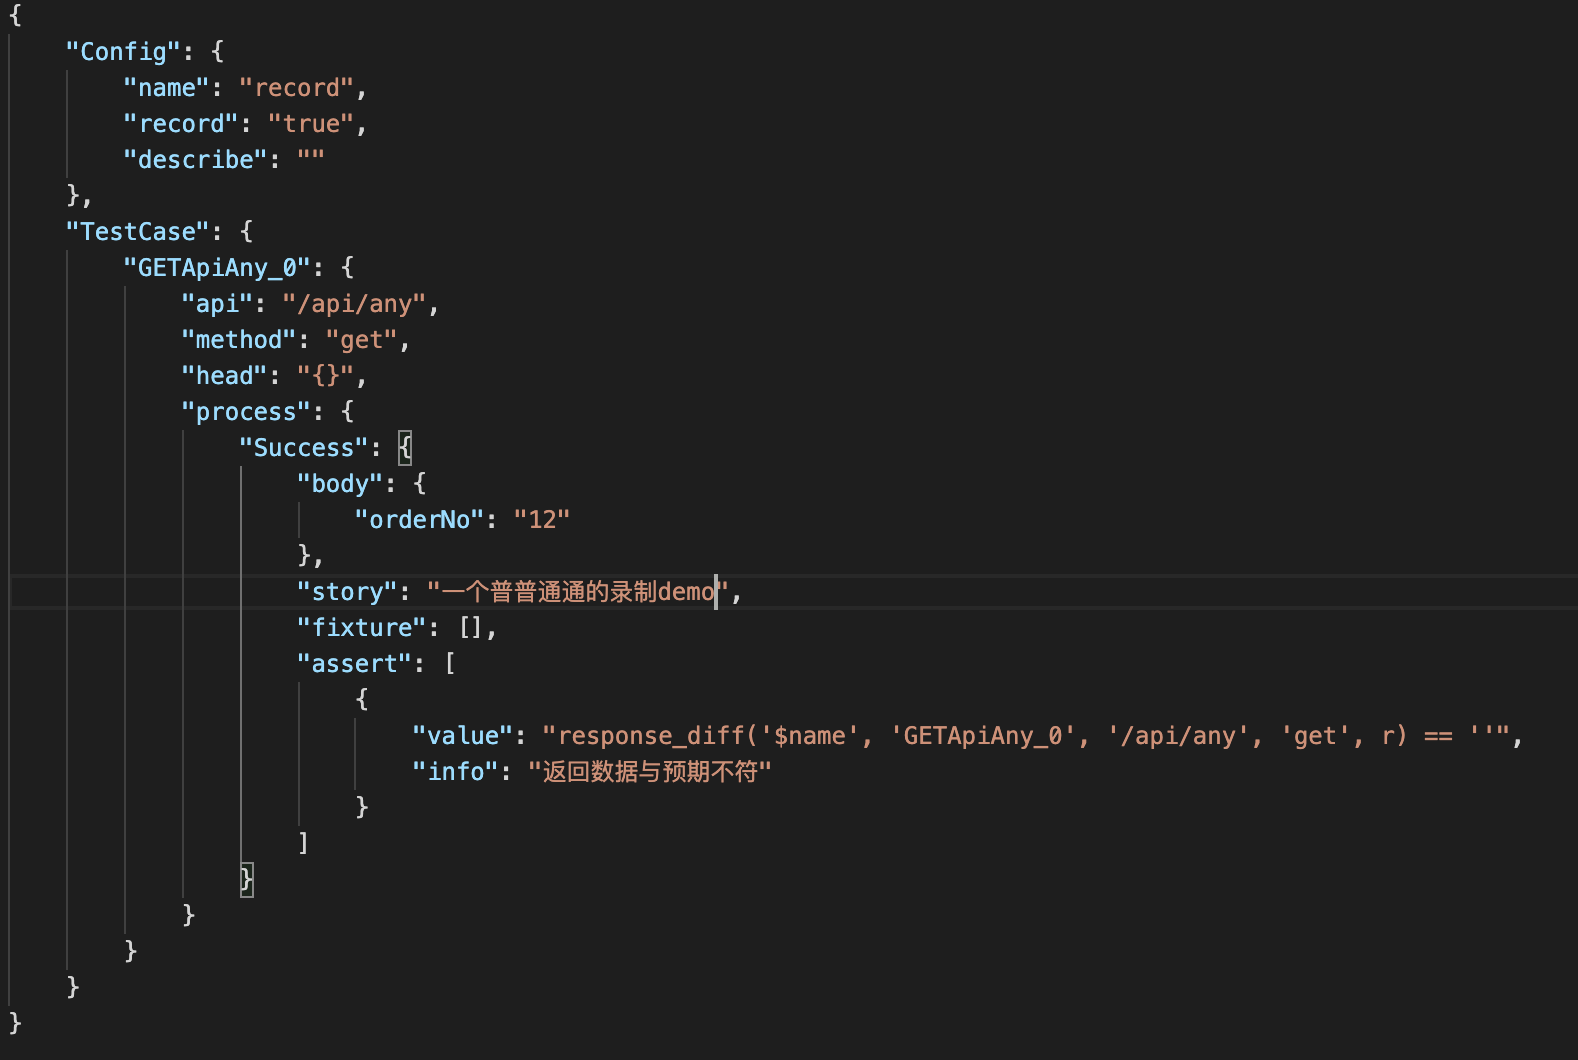 {
    "Config": {
        "name": "record",
        "record": "true",
        "describe": ""
    },
    "TestCase": {
        "GETApiAny_0": {
            "api": "/api/any",
            "method": "get",
            "head": "{}",
            "process": {
                "Success": {
                    "body": {
                        "orderNo": "12"
                    },
                    "story": "一个普普通通的录制demo",
                    "fixture": [],
                    "assert": [
                        {
                            "value": "response_diff('$name', 'GETApiAny_0', '/api/any', 'get', r) == ''",
                            "info": "返回数据与预期不符"
                        }
                    ]
                }
            }
        }
    }
}